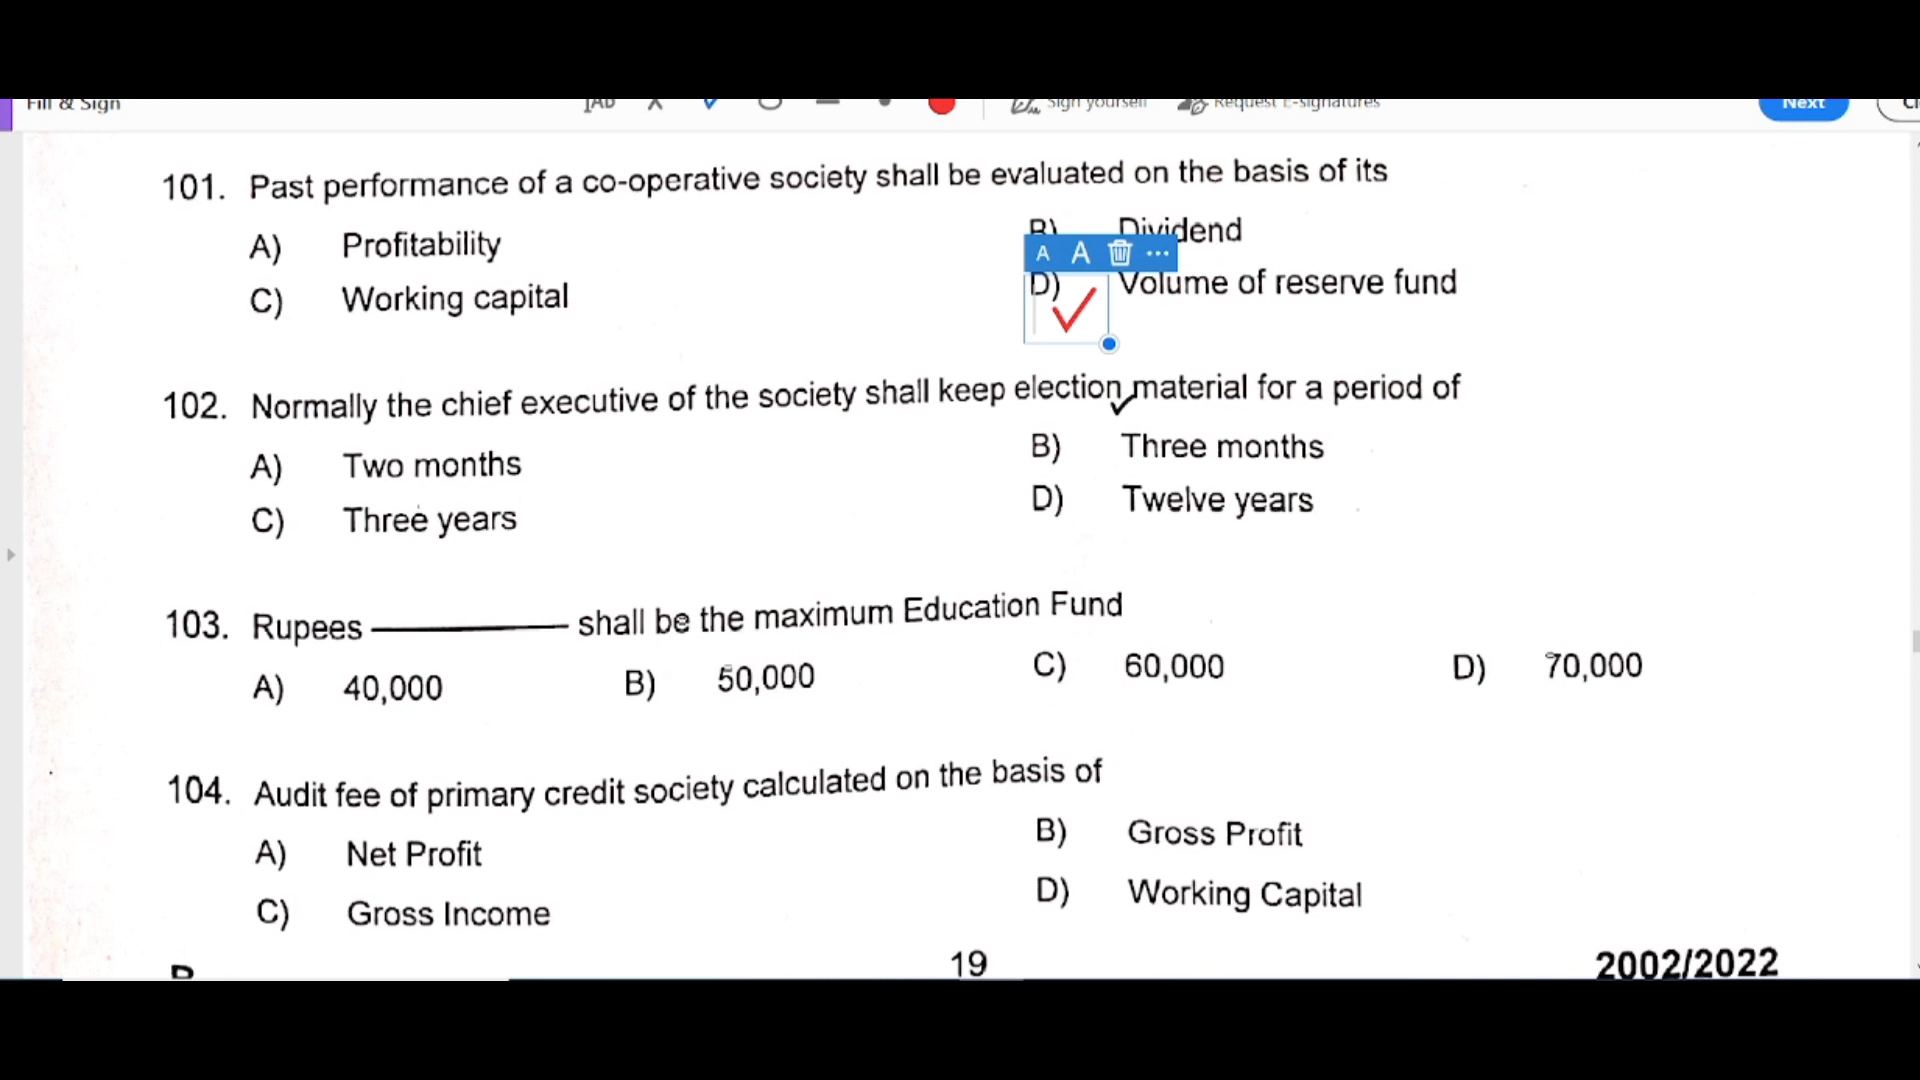 Fill & Sign Sign yourself Request E-signatures Next
101. Past performance of a co-operative society shall be evaluated on the basis of its
A) Profitability B) Dividend
A A ...
C) Working capital D) Volume of reserve fund
102. Normally the chief executive of the society shall keep election material for a period of
A) Two months B) Three months
C) Three years D) Twelve years
103. Rupees ———— shall be the maximum Education Fund
A) 40,000 B) 50,000 C) 60,000 D) 70,000
104. Audit fee of primary credit society calculated on the basis of
A) Net Profit B) Gross Profit
C) Gross Income D) Working Capital
19 2002/2022